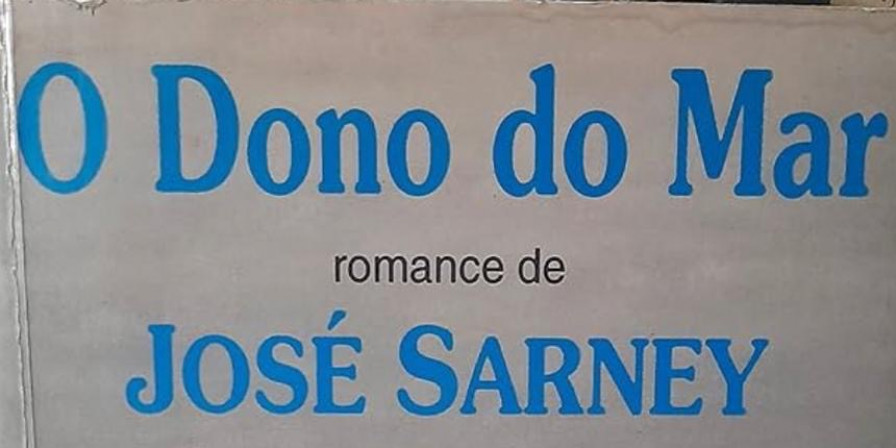 O Dono do Mar
romance de
JOSÉ SARNEY